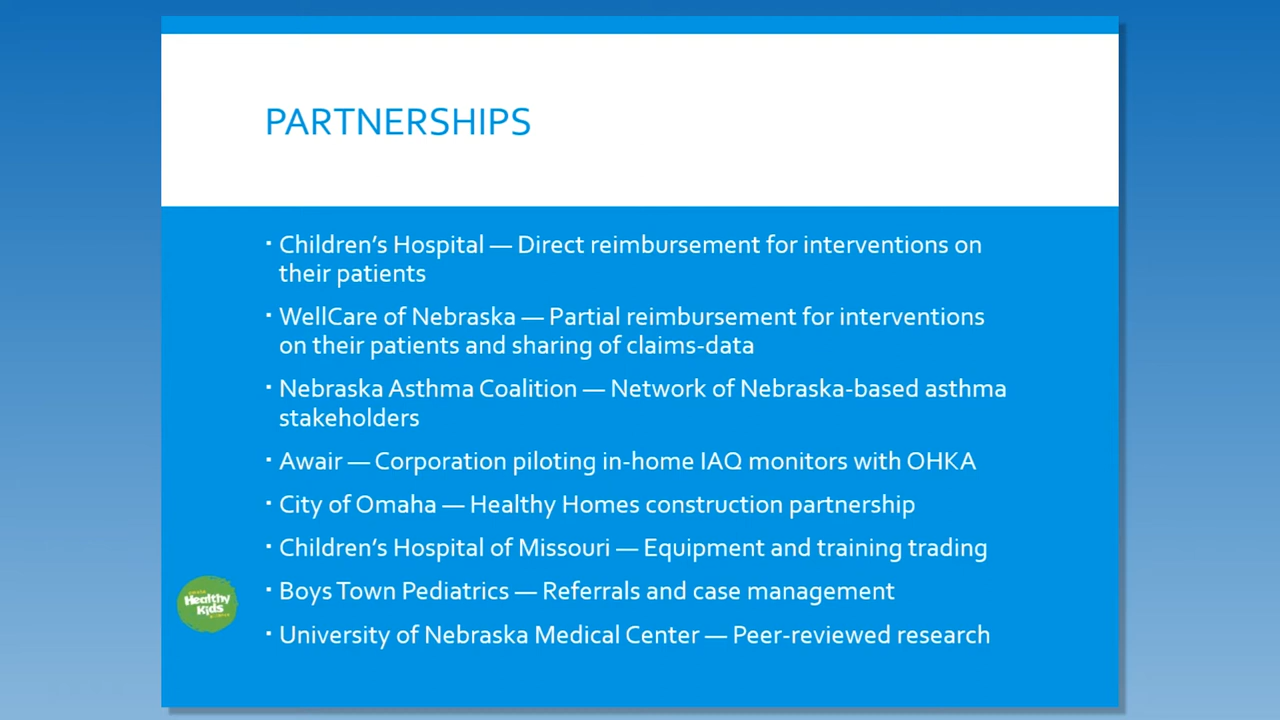 PARTNERSHIPS
▪ Children’s Hospital — Direct reimbursement for interventions on
their patients
▪ WellCare of Nebraska — Partial reimbursement for interventions
on their patients and sharing of claims-data
▪ Nebraska Asthma Coalition — Network of Nebraska-based asthma
stakeholders
▪ Awair — Corporation piloting in-home IAQ monitors with OHKA
▪ City of Omaha — Healthy Homes construction partnership
▪ Children’s Hospital of Missouri — Equipment and training trading
▪ Boys Town Pediatrics — Referrals and case management
▪ University of Nebraska Medical Center — Peer-reviewed research
Healthy
Kids